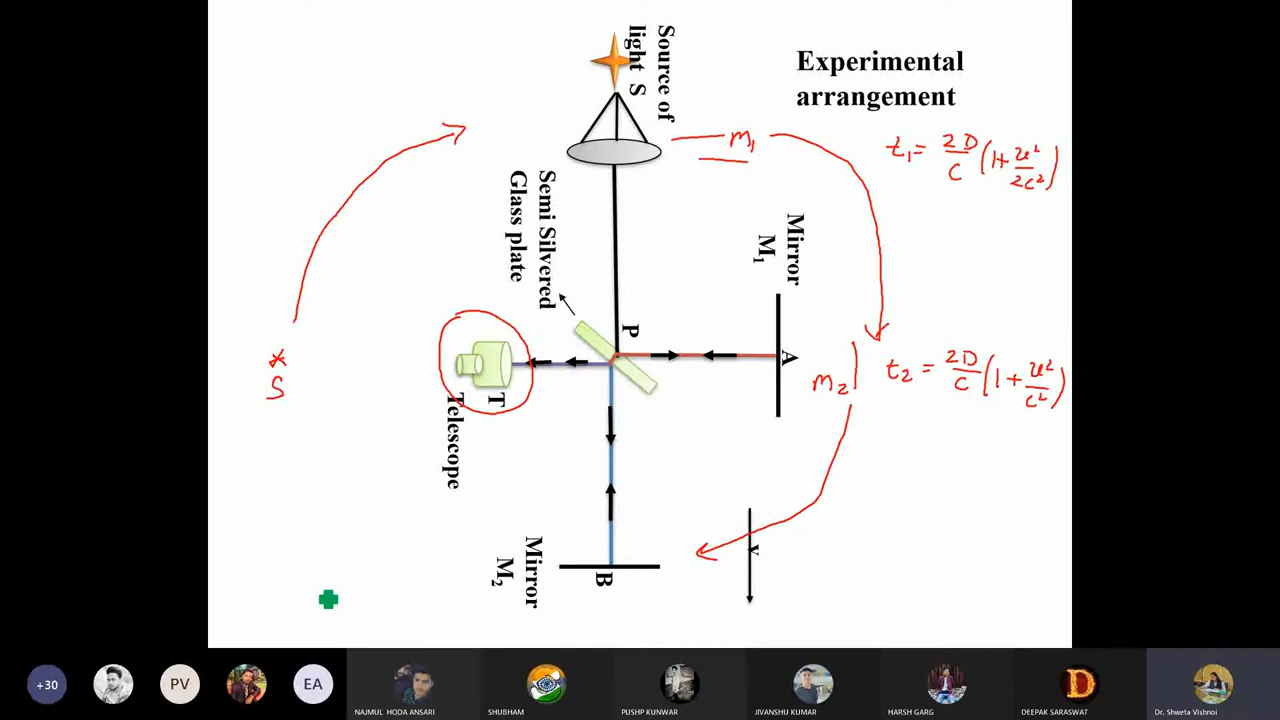 Source of
light S
Experimental
arrangement
m₁
t₁ = 2D/C (1+ v²/2C²)
Semi Silvered
Glass plate
Mirror
M₁
P
A
*
S
T
Telescope
m₂
t₂ = 2D/C (1 + v²/C²)
v
Mirror
M₂
B
+30
PV
EA
NAJMUL HODA ANSARI
SHUBHAM
PUSHP KUNWAR
JIVANSHU KUMAR
HARSH GARG
DEEPAK SARASWAT
Dr. Shweta Vishnoi